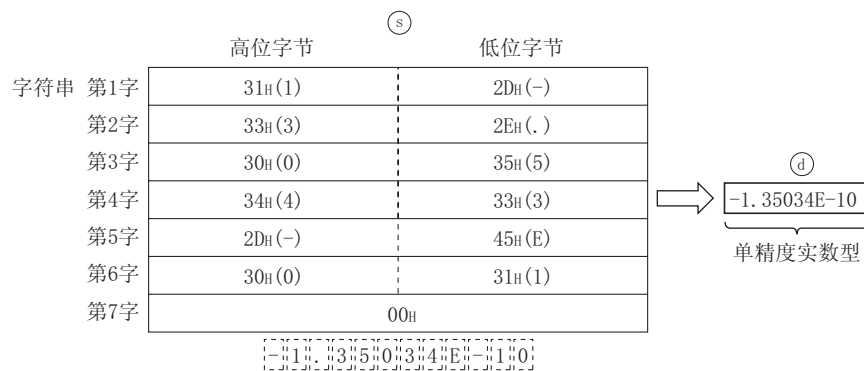 ⓢ
高位字节 低位字节
字符串 第1字 31H(1) 2DH(-)
第2字 33H(3) 2EH(.)
第3字 30H(0) 35H(5)
第4字 34H(4) 33H(3)
第5字 2DH(-) 45H(E)
第6字 30H(0) 31H(1)
第7字 00H
-1.35034E-10
ⓓ
-1.35034E-10
单精度实数型